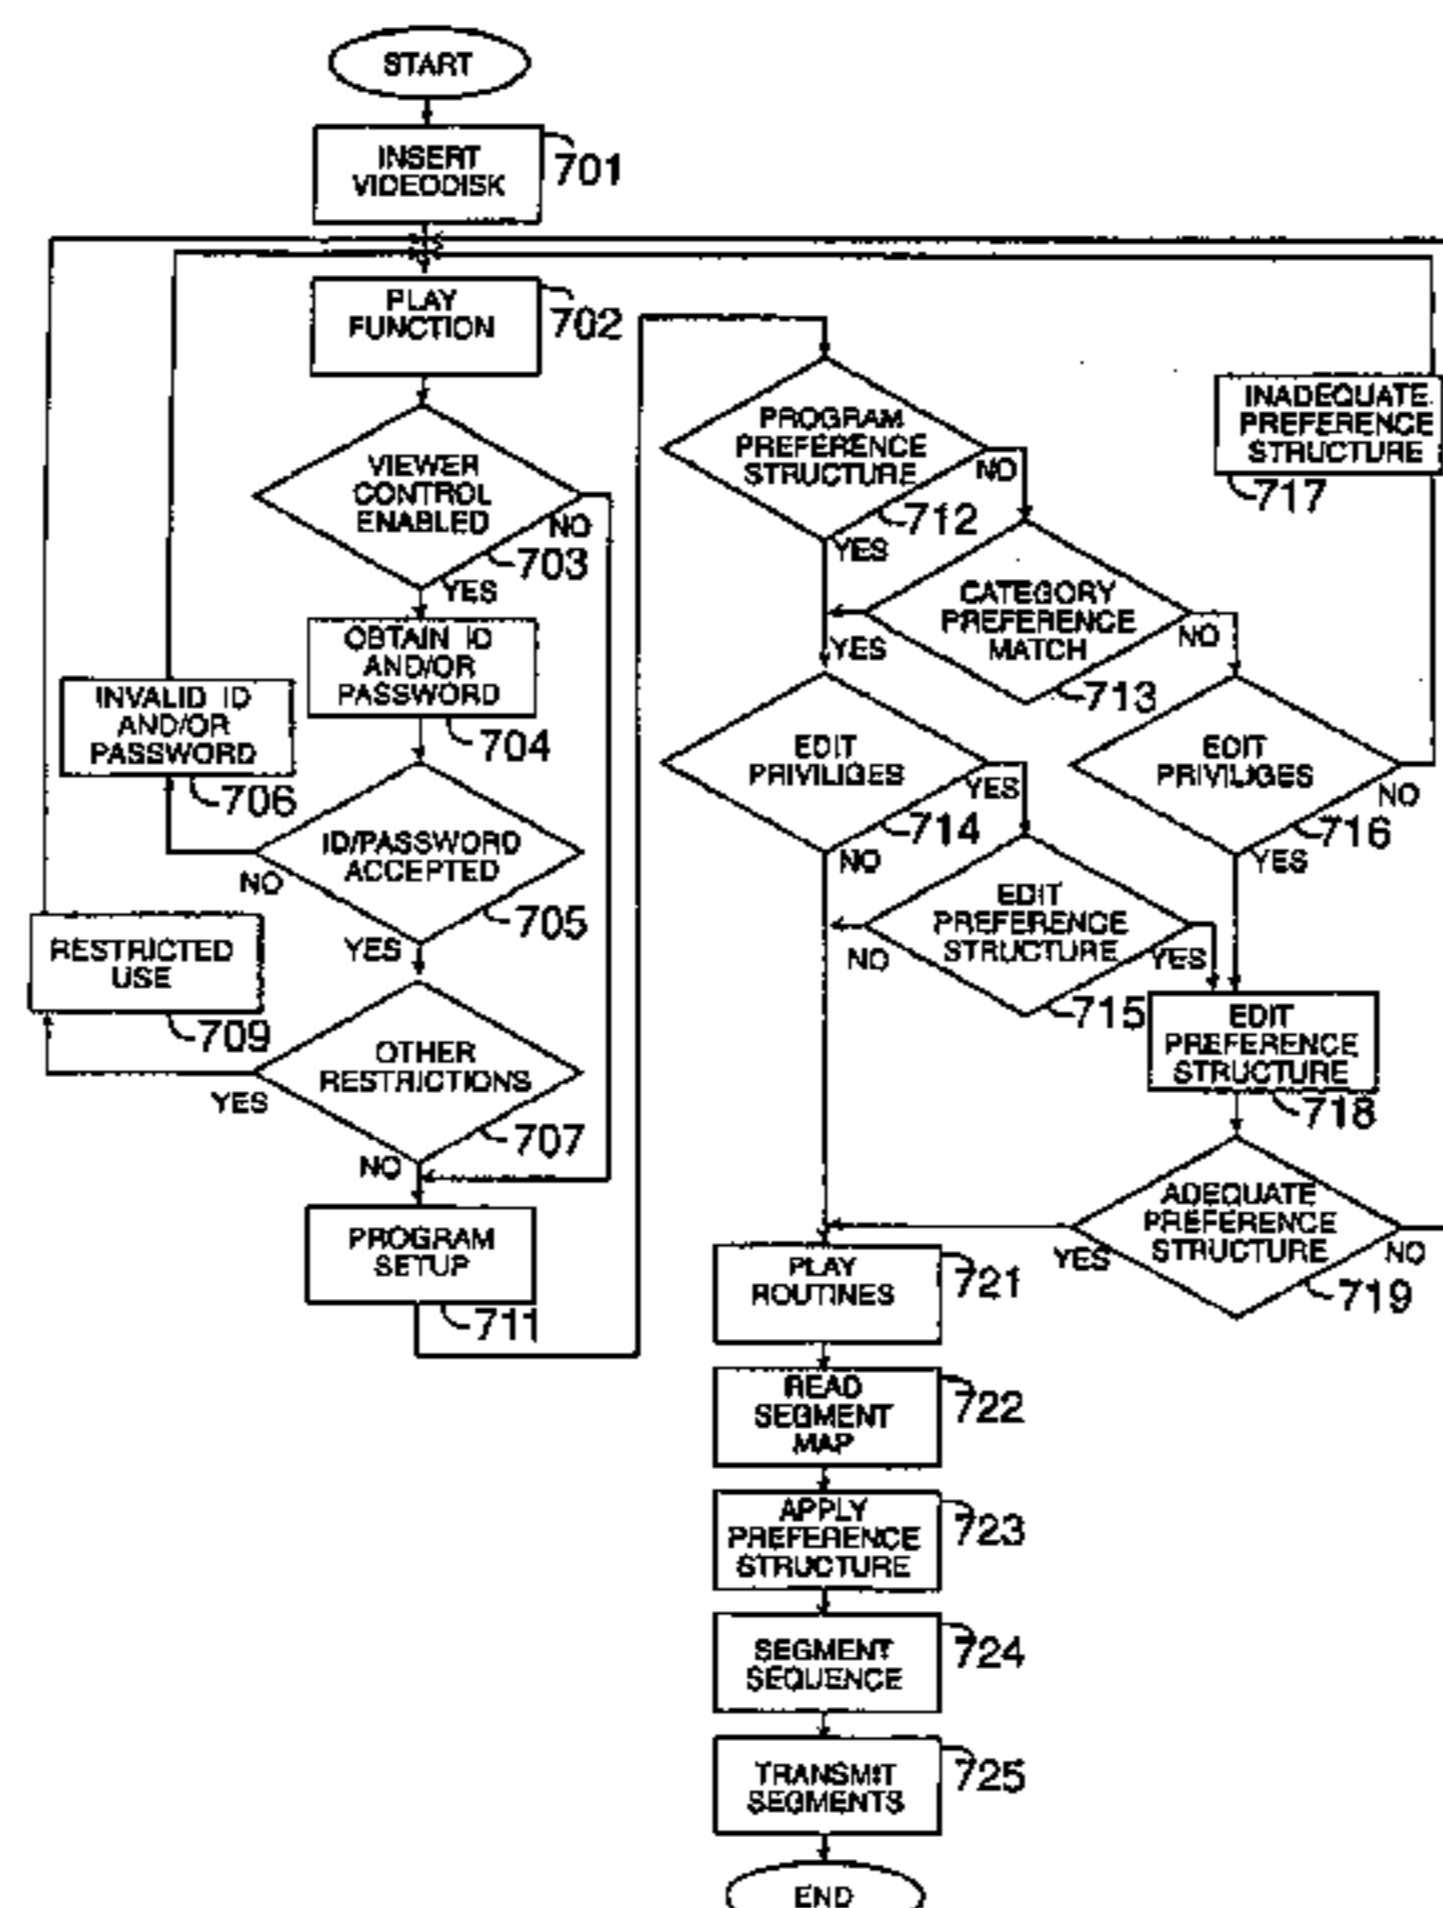 START
INSERT
VIDEODISK
701
PLAY
FUNCTION
702
VIEWER
CONTROL
ENABLED
NO
703
YES
OBTAIN ID
AND/OR
PASSWORD
704
INVALID ID
AND/OR
PASSWORD
706
ID/PASSWORD
ACCEPTED
NO
705
YES
RESTRICTED
USE
709
OTHER
RESTRICTIONS
YES
707
NO
PROGRAM
SETUP
711
PROGRAM
PREFERENCE
STRUCTURE
NO
712
YES
INADEQUATE
PREFERENCE
STRUCTURE
717
CATEGORY
PREFERENCE
MATCH
YES
NO
713
EDIT
PRIVILIGES
YES
714
NO
EDIT
PRIVILIGES
NO
716
YES
EDIT
PREFERENCE
STRUCTURE
NO
YES
715
EDIT
PREFERENCE
STRUCTURE
718
ADEQUATE
PREFERENCE
STRUCTURE
YES
NO
719
PLAY
ROUTINES
721
READ
SEGMENT
MAP
722
APPLY
PREFERENCE
STRUCTURE
723
SEGMENT
SEQUENCE
724
TRANSMIT
SEGMENTS
725
END